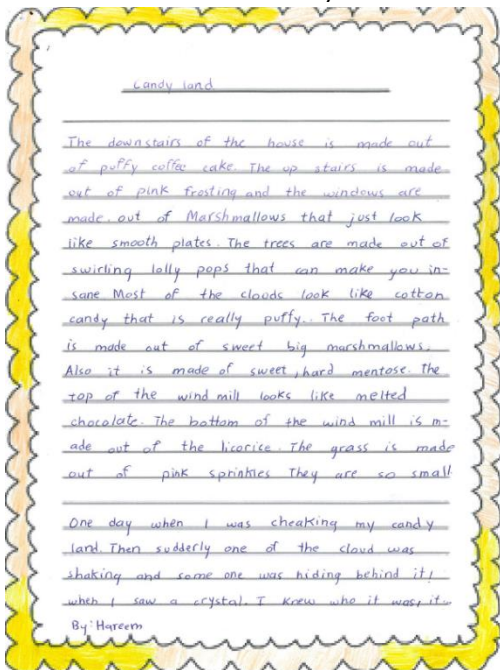 Candy land
The downstairs of the house is made out
of puffy coffee cake. The up stairs is made
out of pink frosting and the windows are
made. out of Marshmallows that just look
like smooth plates. The trees are made out of
swirling lolly pops that can make you in-
sane Most of the clouds look like cotton
candy that is really puffy.. The foot path
is made out of sweet big marshmallows.
Also it is made of sweet, hard mentose. The
top of the wind mill looks like melted
chocolate. The bottom of the wind mill is m-
ade out of the licorice. The grass is made
out of pink sprinkles They are so small
One day when I was cheaking my candy
land. Then sudderly one of the cloud was
shaking and some one was hiding behind it!
when I saw a crystal. I knew who it was, it..
By: Hareem